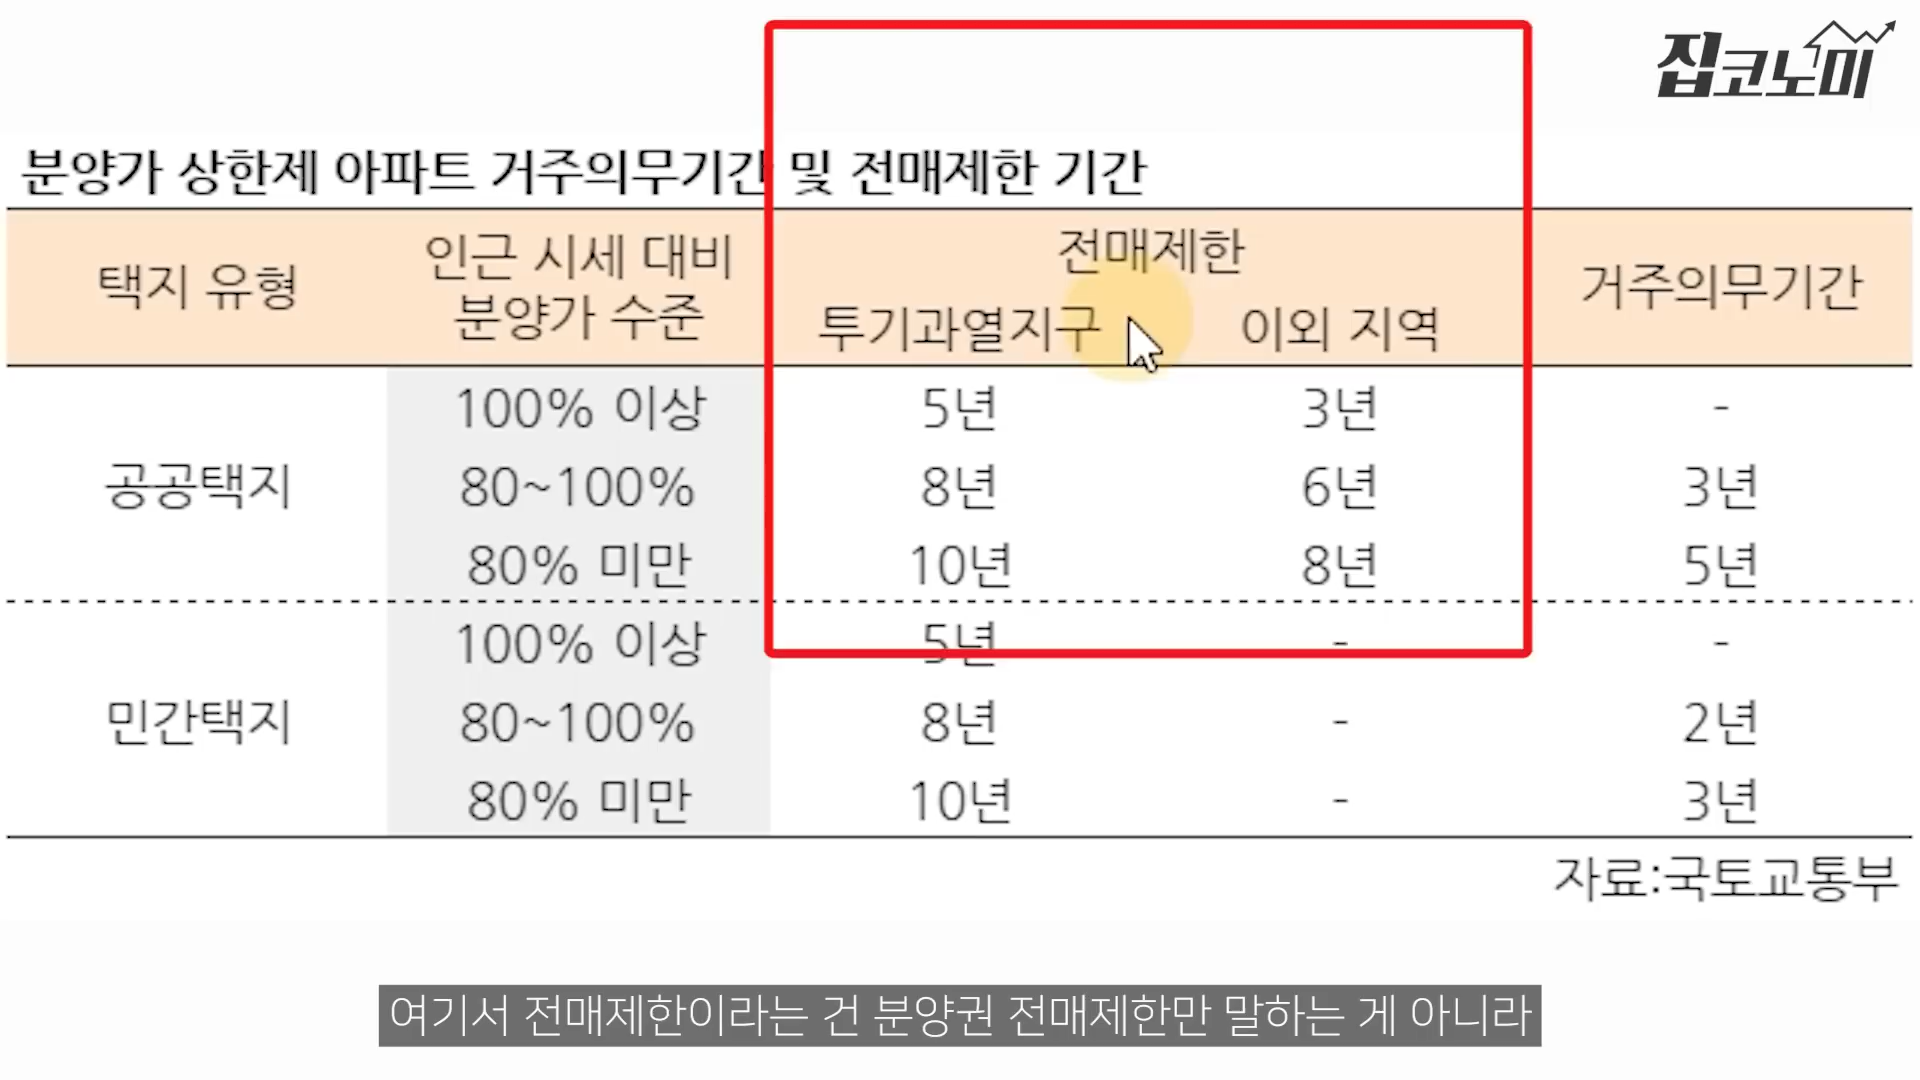 집코노미
분양가 상한제 아파트 거주의무기간 및 전매제한 기간
택지 유형 인근 시세 대비 분양가 수준 전매제한 거주의무기간
투기과열지구 이외 지역
공공택지 100% 이상 5년 3년 -
80~100% 8년 6년 3년
80% 미만 10년 8년 5년
민간택지 100% 이상 5년 - -
80~100% 8년 - 2년
80% 미만 10년 - 3년
자료:국토교통부
여기서 전매제한이라는 건 분양권 전매제한만 말하는 게 아니라